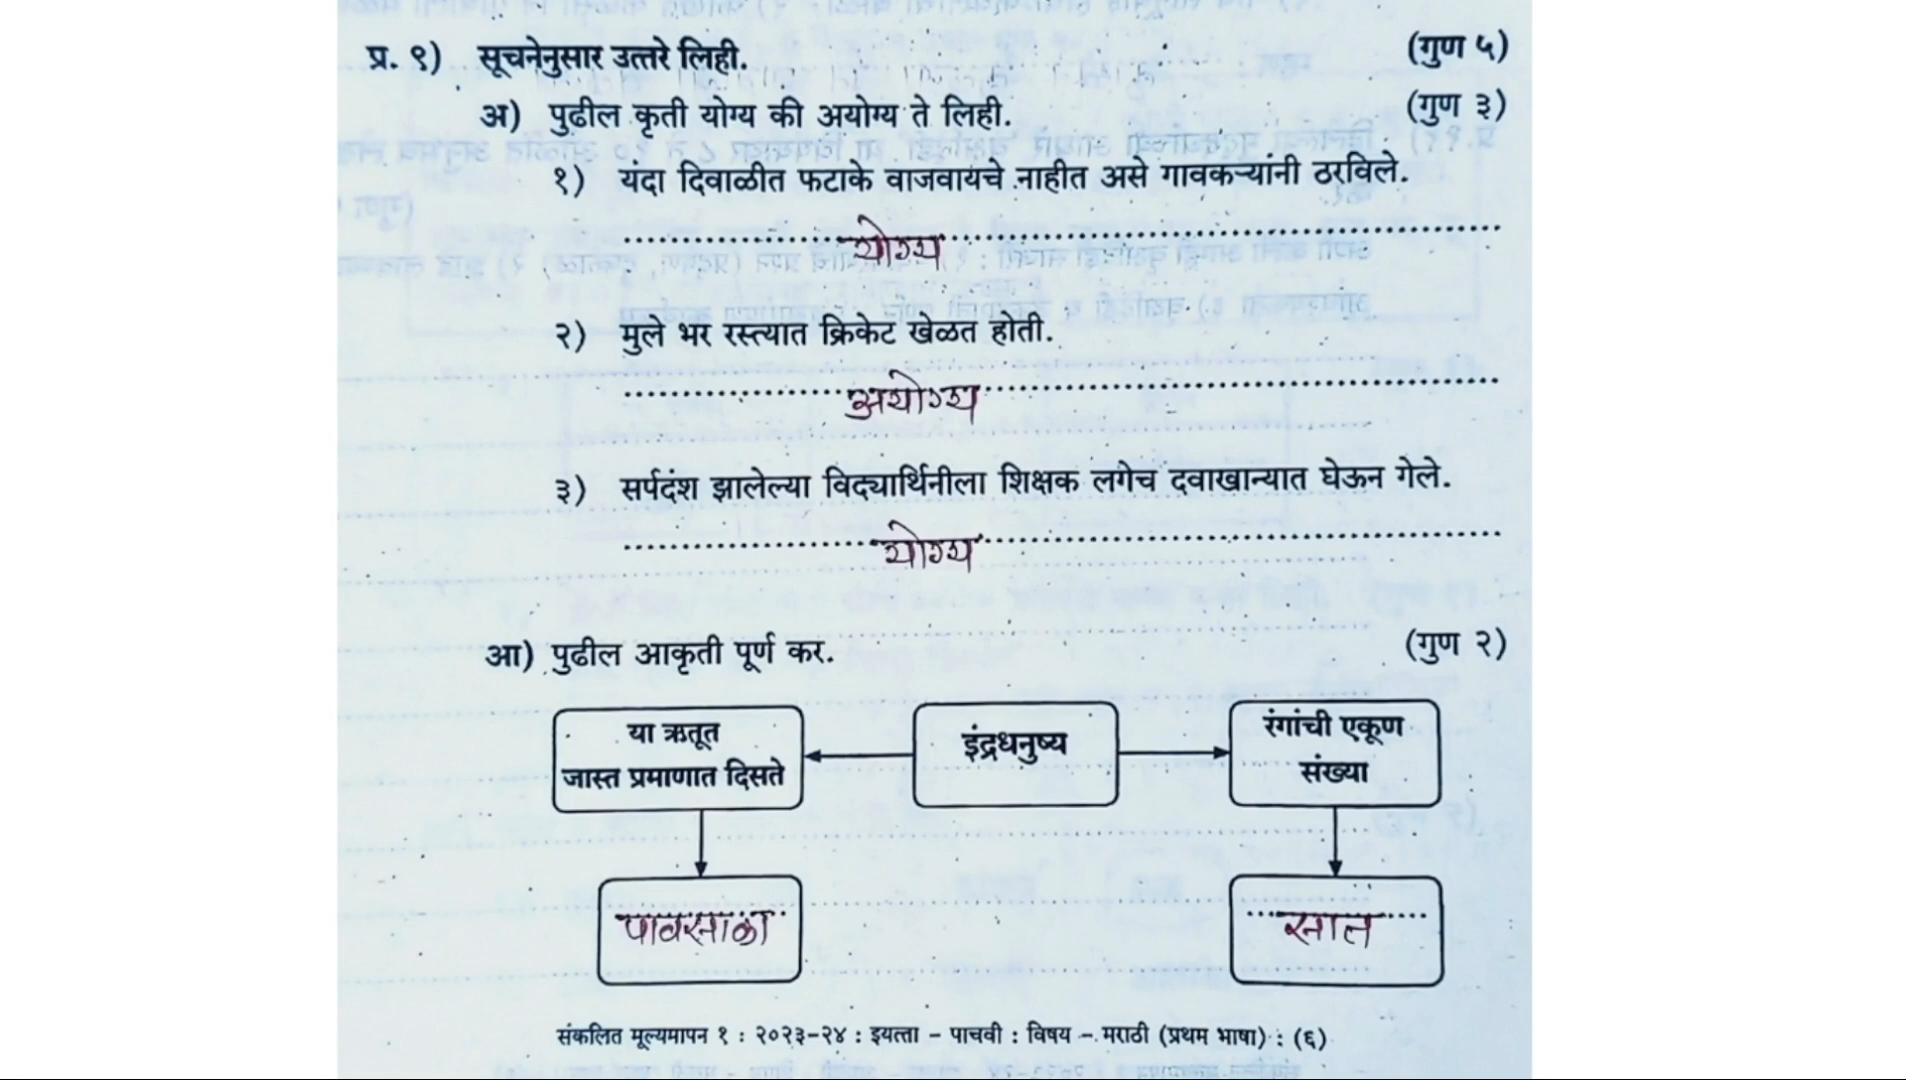 प्र. ९) सूचनेनुसार उत्तरे लिही. (गुण ५)
अ) पुढील कृती योग्य की अयोग्य ते लिही. (गुण ३)
१) यंदा दिवाळीत फटाके वाजवायचे नाहीत असे गावकऱ्यांनी ठरविले.
योग्य
२) मुले भर रस्त्यात क्रिकेट खेळत होती.
अयोग्य
३) सर्पदंश झालेल्या विद्यार्थिनीला शिक्षक लगेच दवाखान्यात घेऊन गेले.
योग्य
आ) पुढील आकृती पूर्ण कर. (गुण २)
या ऋतूत
जास्त प्रमाणात दिसते
इंद्रधनुष्य
रंगांची एकूण
संख्या
पावसाळा
सात
संकलित मूल्यमापन १ : २०२३-२४ : इयत्ता - पाचवी : विषय - मराठी (प्रथम भाषा) : (६)